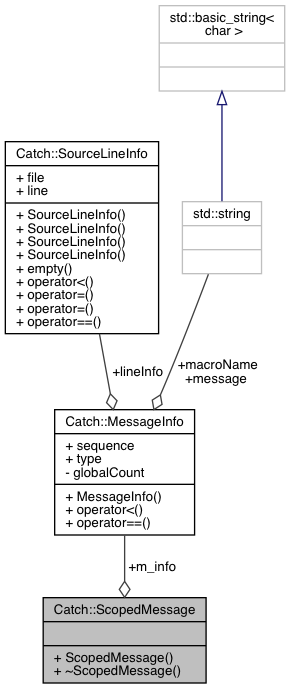 std::basic_string<
char >
Catch::SourceLineInfo
+ file
+ line
+ SourceLineInfo()
+ SourceLineInfo()
+ SourceLineInfo()
+ SourceLineInfo()
+ empty()
+ operator<()
+ operator=()
+ operator=()
+ operator==()
std::string
+lineInfo
+macroName
+message
Catch::MessageInfo
+ sequence
+ type
- globalCount
+ MessageInfo()
+ operator<()
+ operator==()
+m_info
Catch::ScopedMessage
+ ScopedMessage()
+ ~ScopedMessage()